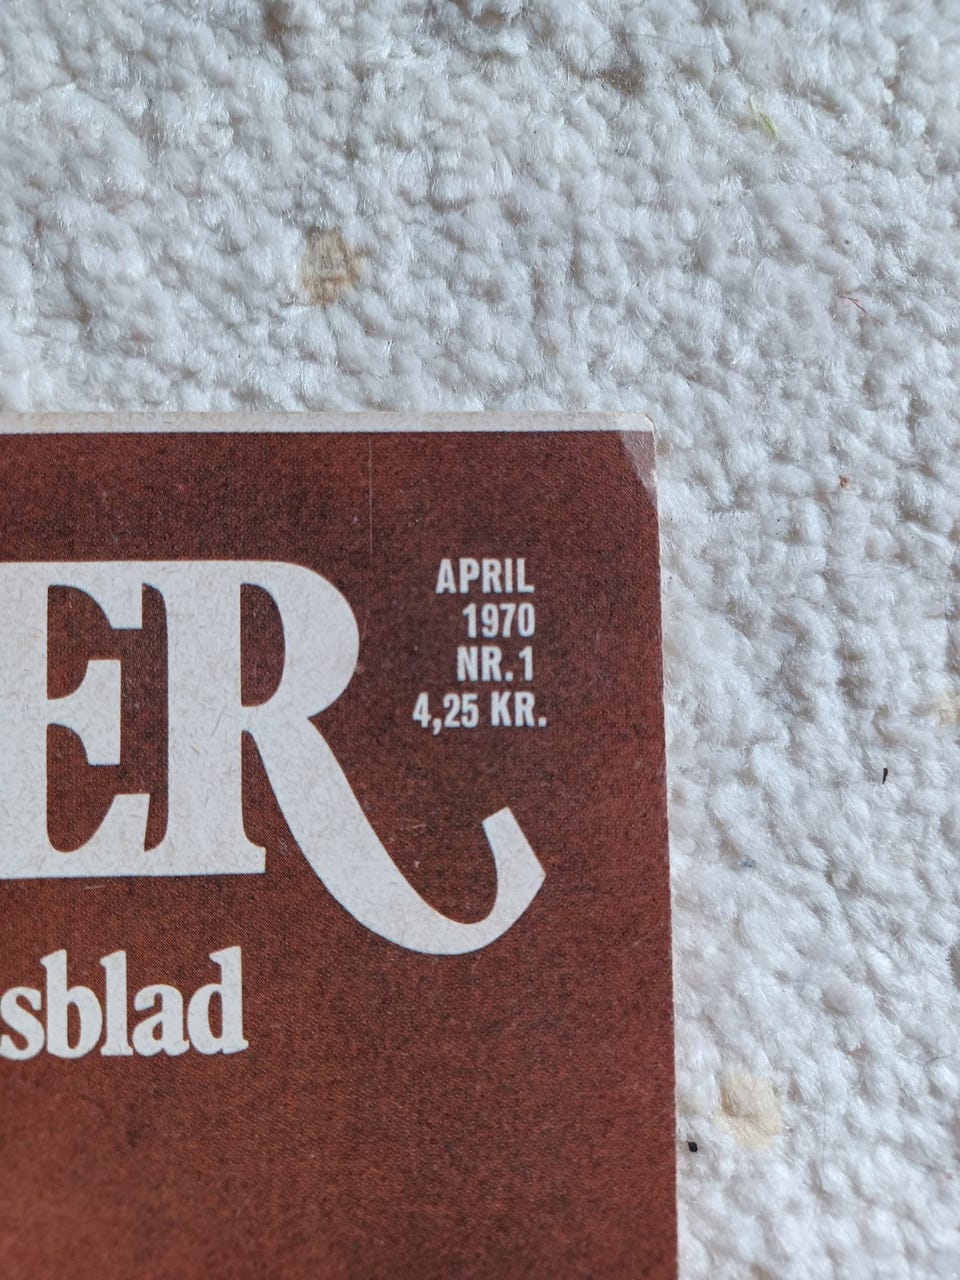 APRIL
1970
NR.1
4,25 KR.
ER
sblad